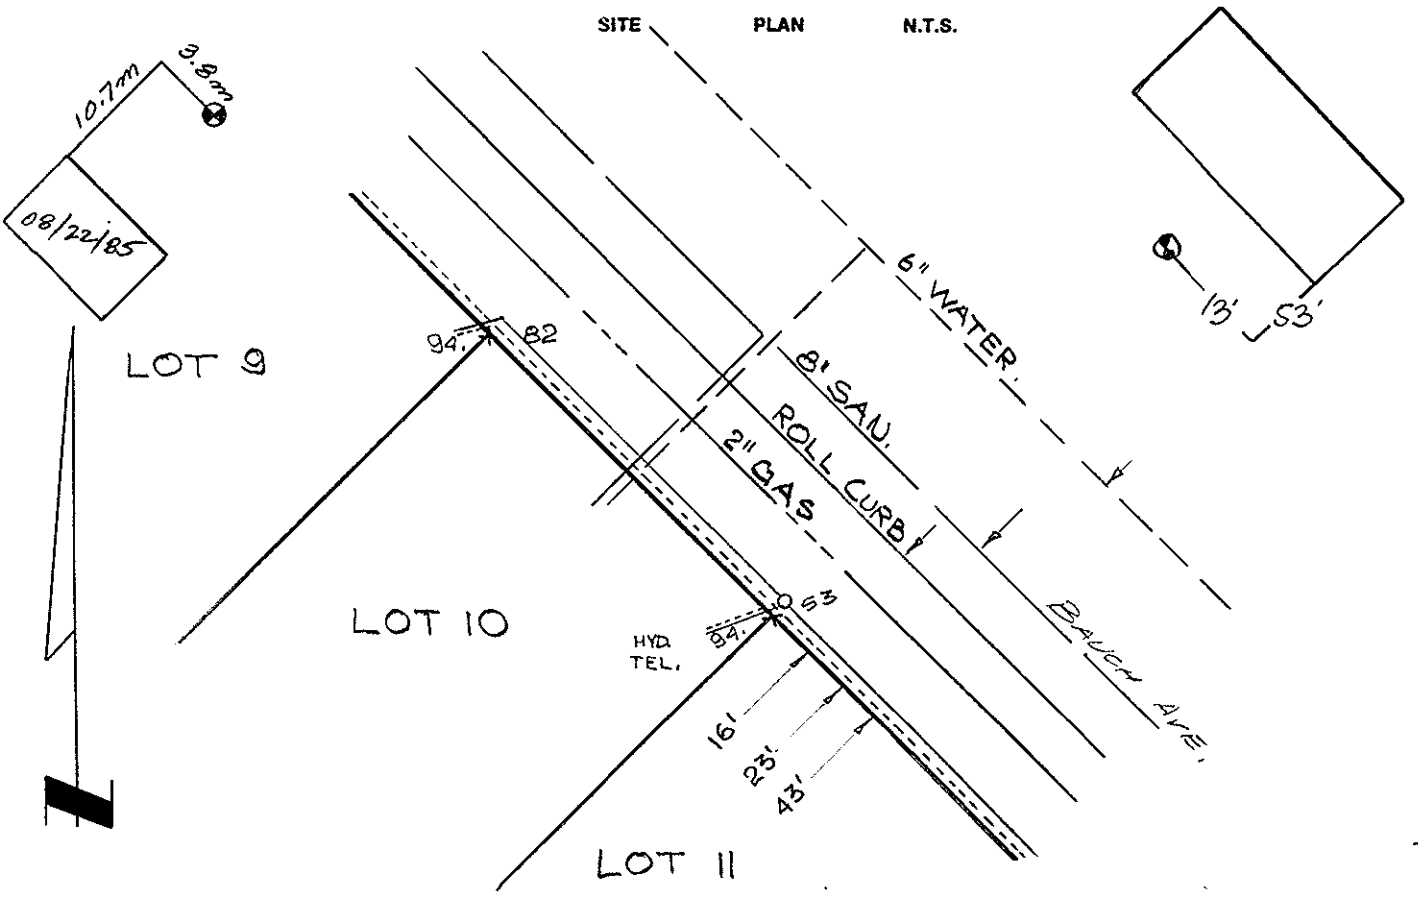 SITE PLAN N.T.S.
3.8m
10.7m
08/22/85
6" WATER.
13' 53'
LOT 9
94.
82
8' SAN.
ROLL CURB
2" GAS
LOT 10
HYD.
TEL.
94.
53
BAUCH AVE.
16'
23'
43'
LOT 11